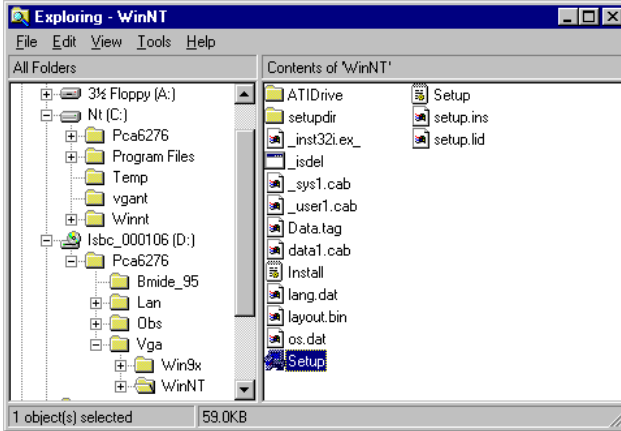 Exploring - WinNT
File Edit View Tools Help
All Folders
Contents of 'WinNT'
3½ Floppy (A:)
Nt (C:)
Pca6276
Program Files
Temp
vgant
Winnt
Isbc_000106 (D:)
Pca6276
Bmide_95
Lan
Obs
Vga
Win9x
WinNT
ATIDrive
setupdir
_inst32i.ex_
_isdel
_sys1.cab
_user1.cab
Data.tag
data1.cab
Install
lang.dat
layout.bin
os.dat
Setup
Setup
setup.ins
setup.lid
1 object(s) selected
59.0KB